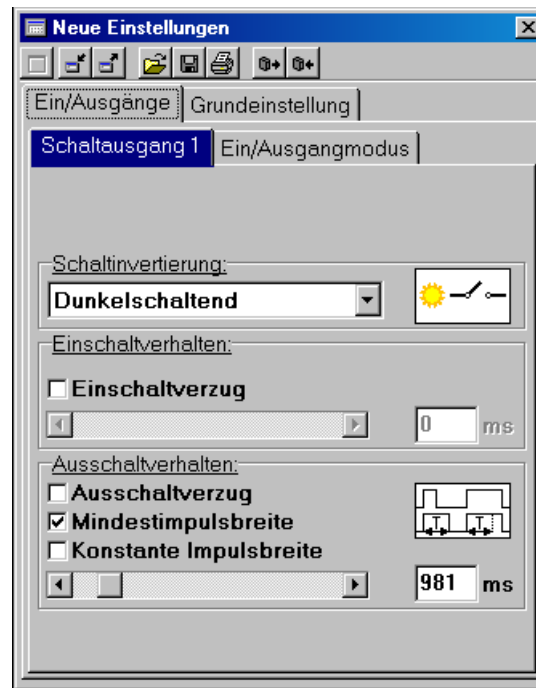 Neue Einstellungen
Ein/Ausgänge Grundeinstellung
Schaltausgang 1 Ein/Ausgangmodus
Schaltinvertierung:
Dunkelschaltend
Einschaltverhalten:
Einschaltverzug
0 ms
Ausschaltverhalten:
Ausschaltverzug
Mindestimpulsbreite
Konstante Impulsbreite
T T
981 ms